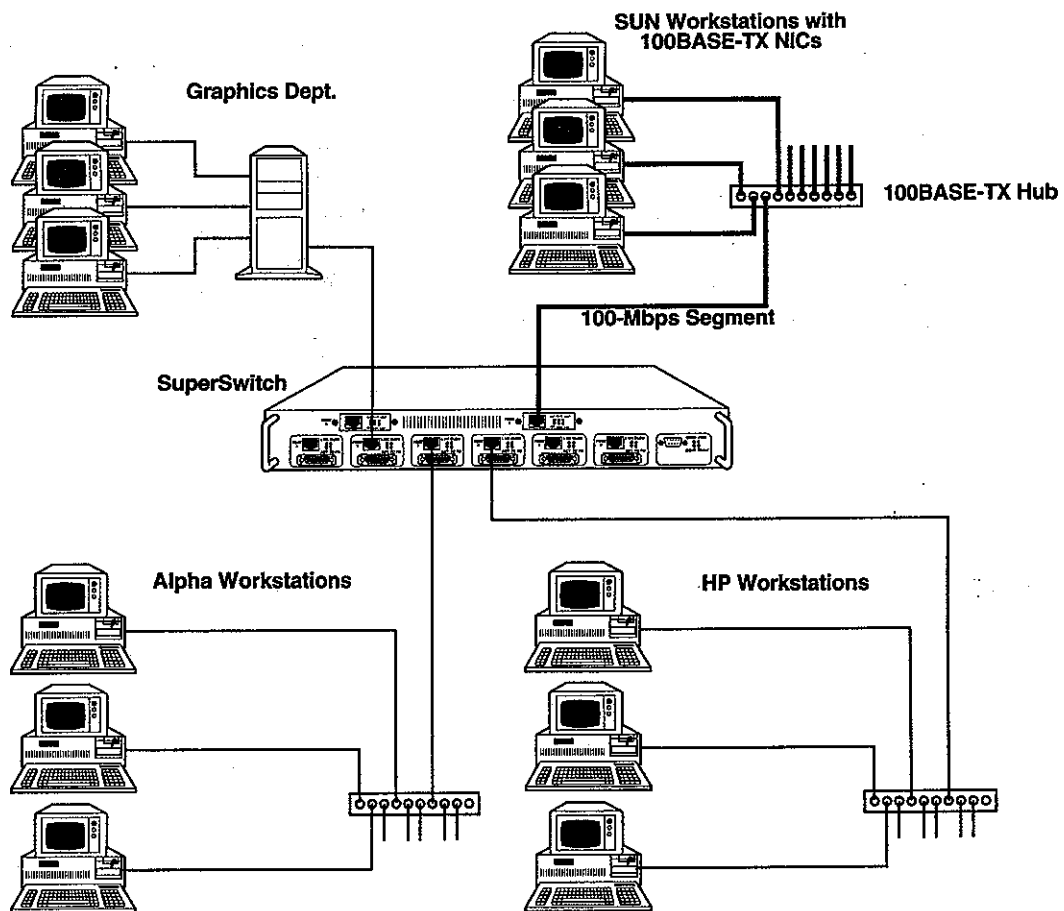 SUN Workstations with
100BASE-TX NICs
Graphics Dept.
100BASE-TX Hub
100-Mbps Segment
SuperSwitch
Alpha Workstations
HP Workstations